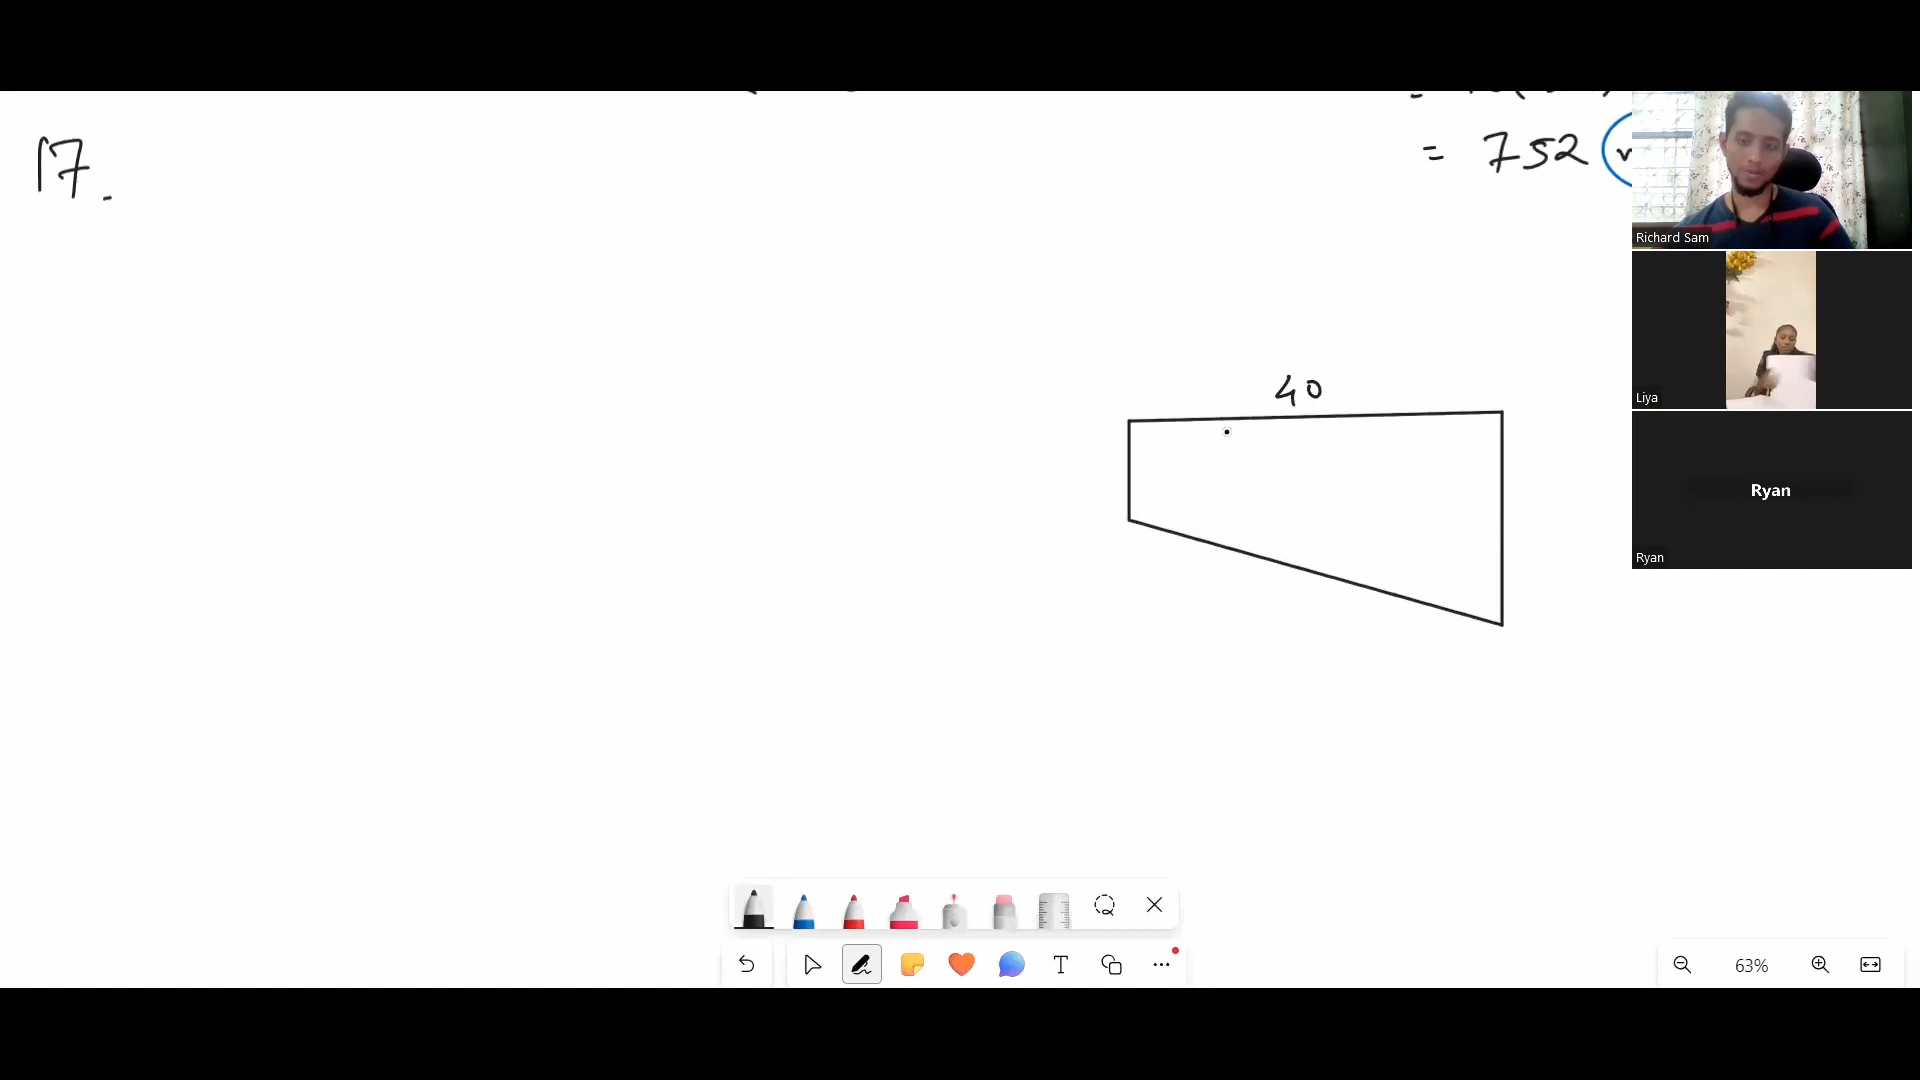 17.
= 752
40
Richard Sam
Liya
Ryan
Ryan
63%